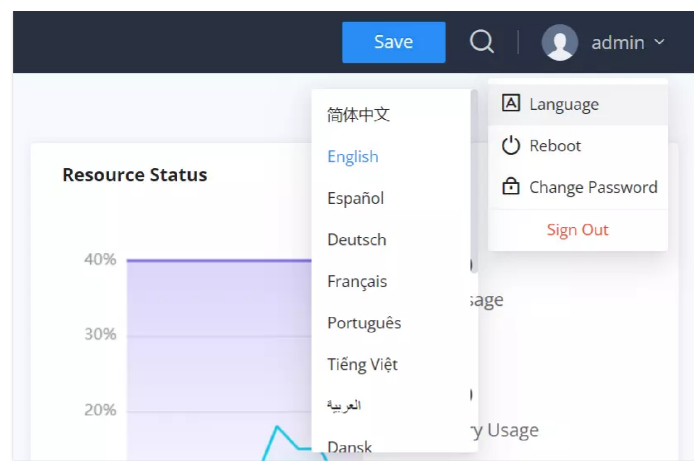 Save
admin
简体中文
English
Español
Deutsch
Français
Português
Tiếng Việt
العربية
Dansk
Language
Reboot
Change Password
Sign Out
Resource Status
40%
30%
20%
Usage